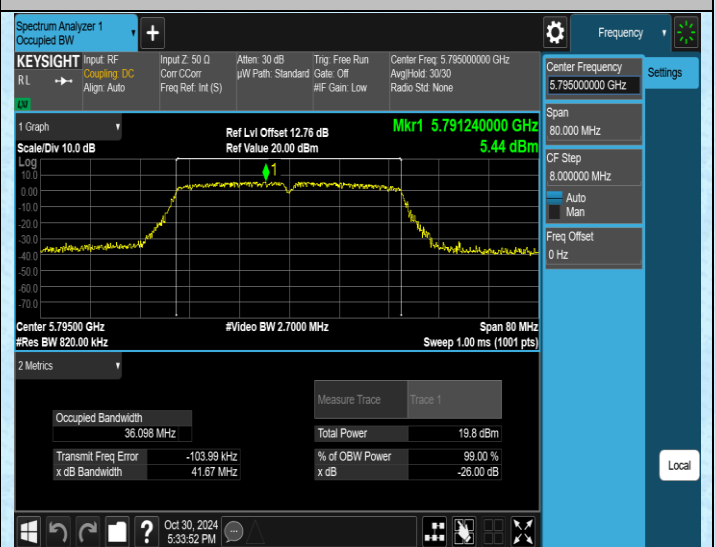 Spectrum Analyzer 1
Occupied BW
+
Frequency
KEYSIGHT
RL
LXI
Input: RF
Coupling: DC
Align: Auto
Input Z: 50 Ω
Corr CCorr
Freq Ref: Int (S)
Atten: 30 dB
µW Path: Standard
Trig: Free Run
Gate: Off
#IF Gain: Low
Center Freq: 5.795000000 GHz
Avg|Hold: 30/30
Radio Std: None
Center Frequency
5.795000000 GHz
Settings
Span
80.000 MHz
CF Step
8.000000 MHz
Auto
Man
Freq Offset
0 Hz
1 Graph
Scale/Div 10.0 dB
Ref Lvl Offset 12.76 dB
Ref Value 20.00 dBm
Mkr1 5.791240000 GHz
5.44 dBm
Log
10.0
0.00
-10.0
-20.0
-30.0
-40.0
-50.0
-60.0
-70.0
1
Center 5.79500 GHz
#Res BW 820.00 kHz
#Video BW 2.7000 MHz
Span 80 MHz
Sweep 1.00 ms (1001 pts)
2 Metrics
Measure Trace
Trace 1
Occupied Bandwidth
36.098 MHz
Total Power 19.8 dBm
Transmit Freq Error -103.99 kHz
x dB Bandwidth 41.67 MHz
% of OBW Power 99.00 %
x dB -26.00 dB
Local
?
Oct 30, 2024
5:33:52 PM